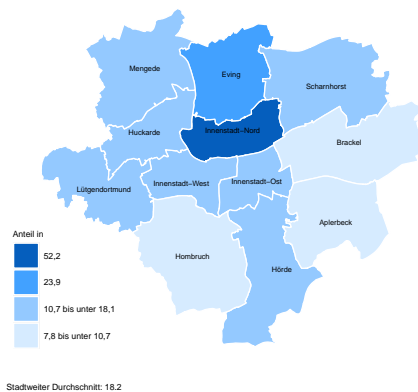 Mengede
Eving
Scharnhorst
Huckarde
Innenstadt−Nord
Brackel
Lütgendortmund
Innenstadt−West
Innenstadt−Ost
Aplerbeck
Hombruch
Hörde
Anteil in
52,2
23,9
10,7 bis unter 18,1
7,8 bis unter 10,7
Stadtweiter Durchschnitt: 18.2